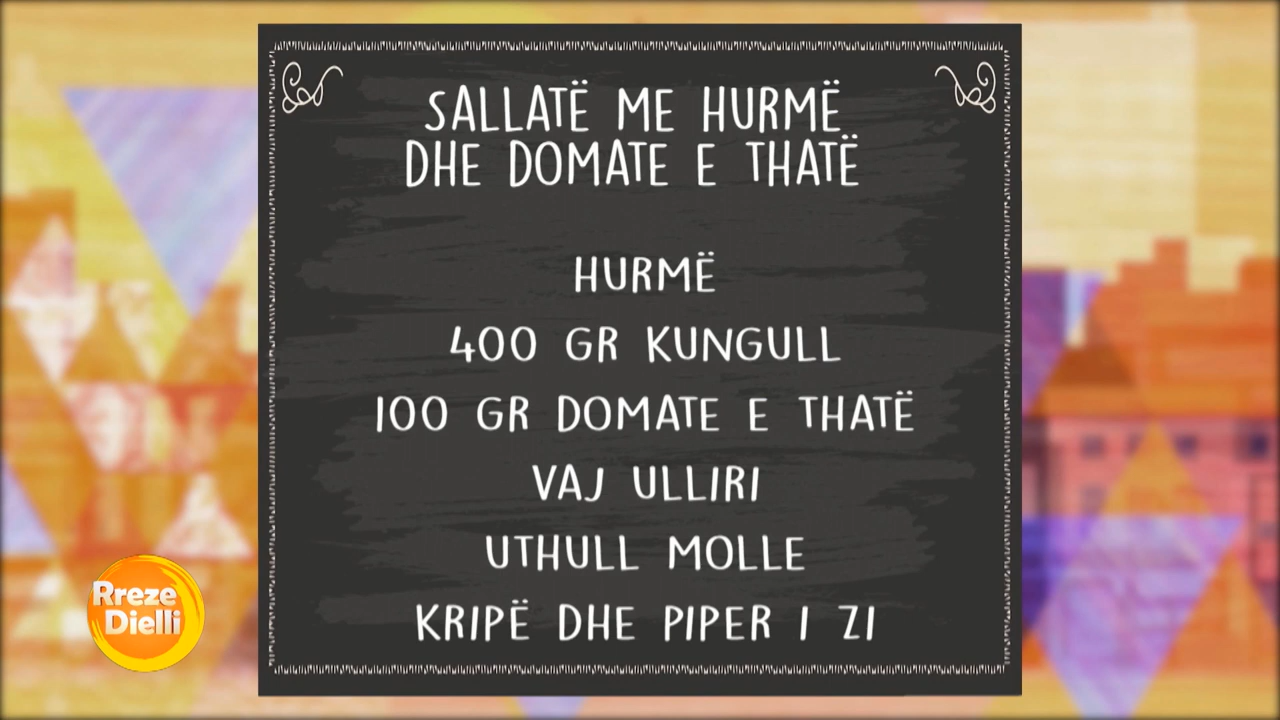 SALLATË ME HURMË
DHE DOMATE E THATË
HURMË
400 GR KUNGULL
100 GR DOMATE E THATË
VAJ ULLIRI
UTHULL MOLLE
KRIPË DHE PIPER I ZI
Rreze
Dielli